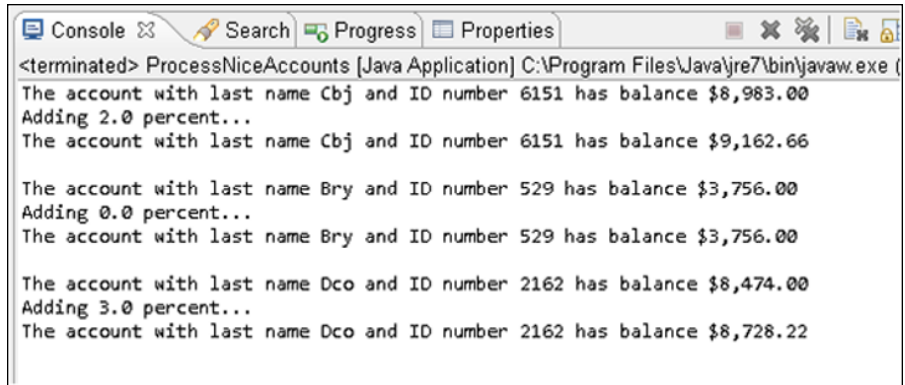 Console Search Progress Properties
<terminated> ProcessNiceAccounts [Java Application] C:\Program Files\Java\jre7\bin\javaw.exe (
The account with last name Cbj and ID number 6151 has balance $8,983.00
Adding 2.0 percent...
The account with last name Cbj and ID number 6151 has balance $9,162.66
The account with last name Bry and ID number 529 has balance $3,756.00
Adding 0.0 percent...
The account with last name Bry and ID number 529 has balance $3,756.00
The account with last name Dco and ID number 2162 has balance $8,474.00
Adding 3.0 percent...
The account with last name Dco and ID number 2162 has balance $8,728.22